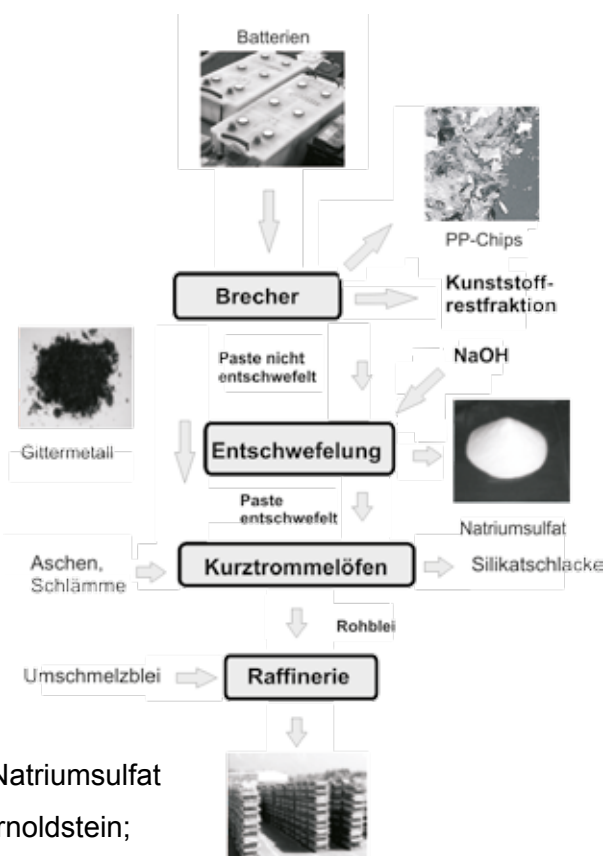 Batterien
PP-Chips
Brecher
Kunststoff-
restfraktion
Paste nicht
entschwefelt
NaOH
Gittermetall
Entschwefelung
Paste
entschwefelt
Natriumsulfat
Aschen,
Schlämme
Kurztrommelöfen
Silikatschlacke
Rohblei
Umschmelzblei
Raffinerie
Natriumsulfat
rnoldstein;